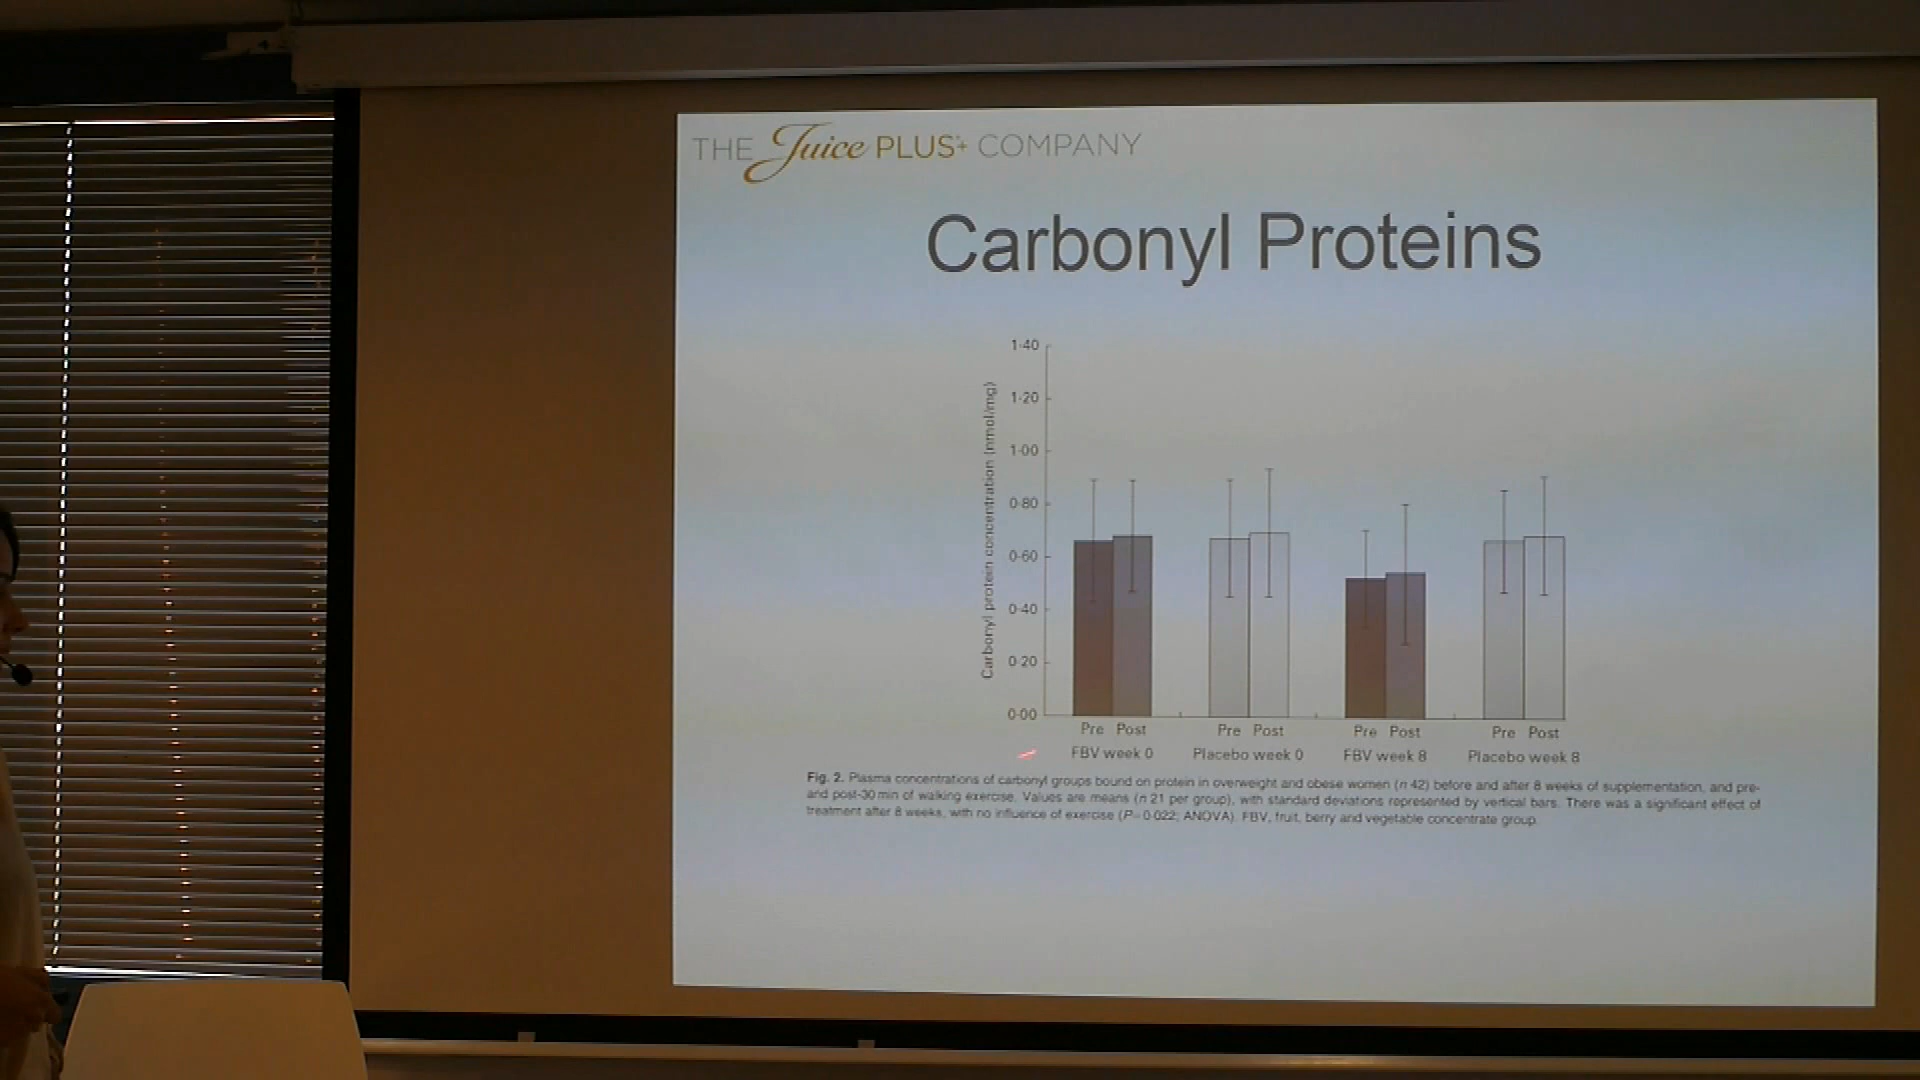 THE Juice PLUS+ COMPANY
Carbonyl Proteins
Carbonyl protein concentration (nmol/mg)
1·40
1·20
1·00
0·80
0·60
0·40
0·20
0·00
Pre Post Pre Post Pre Post Pre Post
FBV week 0 Placebo week 0 FBV week 8 Placebo week 8
Fig. 2. Plasma concentrations of carbonyl groups bound on protein in overweight and obese women (n 42) before and after 8 weeks of supplementation, and pre-
and post-30 min of walking exercise. Values are means (n 21 per group), with standard deviations represented by vertical bars. There was a significant effect of
treatment after 8 weeks, with no influence of exercise (P=0·022; ANOVA). FBV, fruit, berry and vegetable concentrate group.